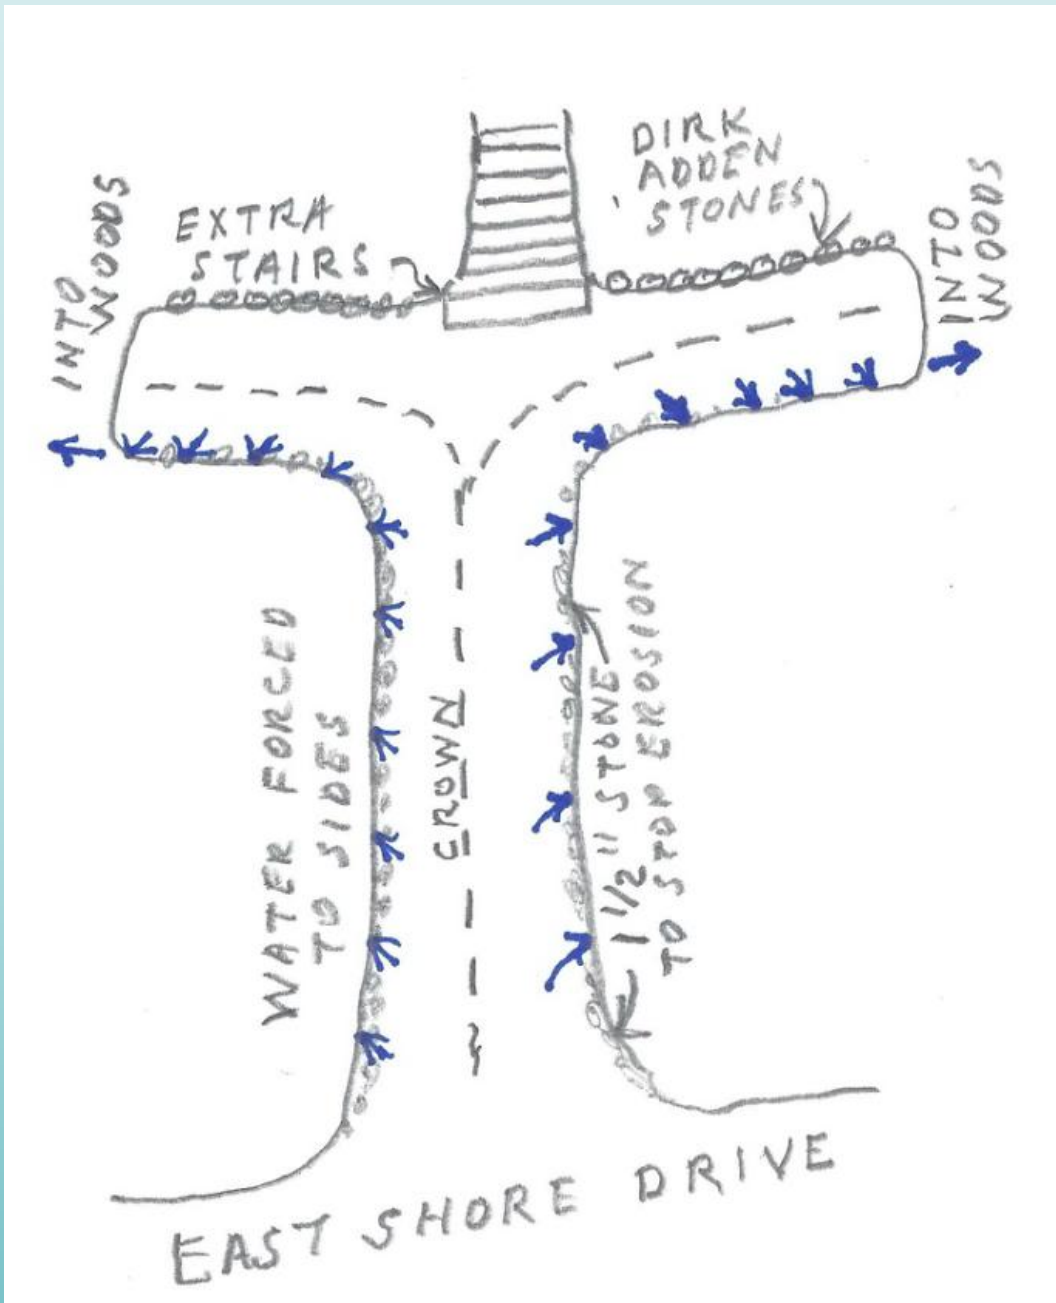 EXTRA
STAIRS
DIRK
ADDEN
STONES
INTO
WOODS
INTO
WOODS
WATER FORCED
TO SIDES
CROWN
1 1/2" STONE
TO STOP EROSION
EAST SHORE DRIVE